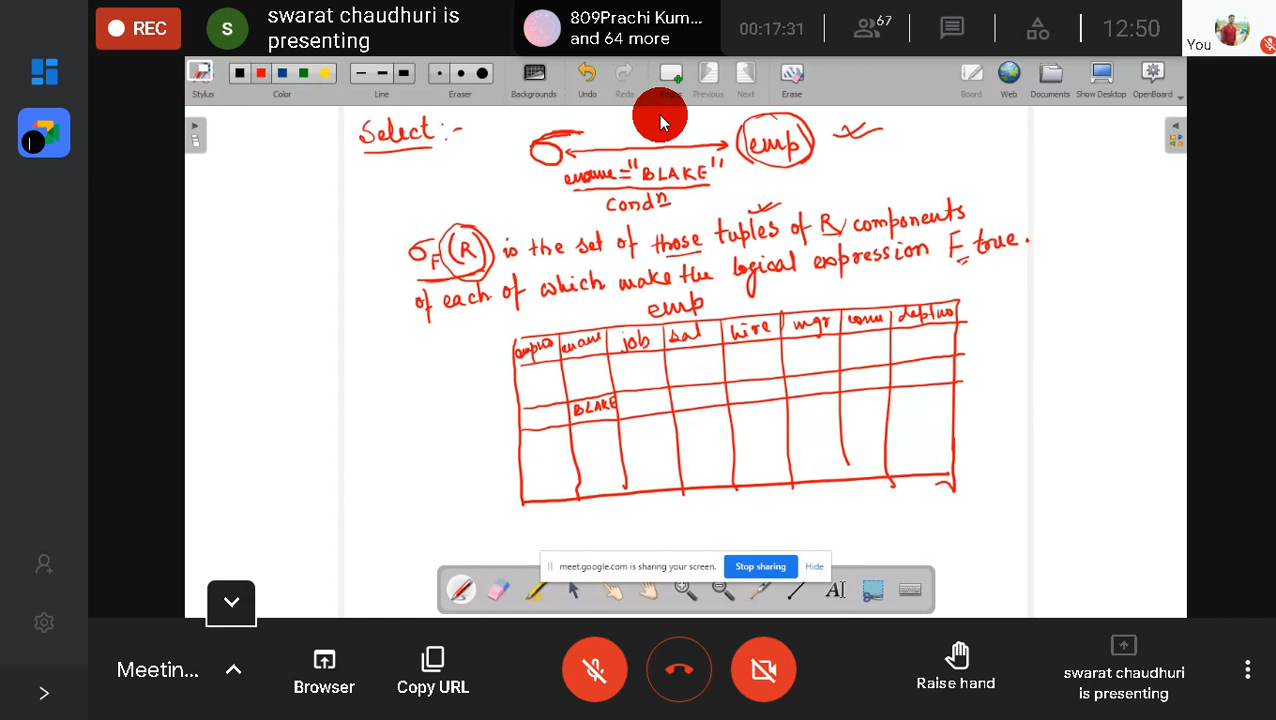 REC
S
swarat chaudhuri is
presenting
809Prachi Kum...
and 64 more
00:17:31
67
12:50
You
Stylus
Color
Line
Eraser
Backgrounds
Undo
Redo
Pages
Previous
Next
Erase
Board
Web
Documents
Show Desktop
OpenBoard
Select :-
σ ename="BLAKE" (emp)
condn
σF(R) is the set of those tuples of R components
of each of which make the logical expression F true.
emp
empno ename job sal hire mgr comm deptno
BLAKE
meet.google.com is sharing your screen.
Stop sharing
Hide
AI
Meetin...
Browser
Copy URL
Raise hand
swarat chaudhuri
is presenting